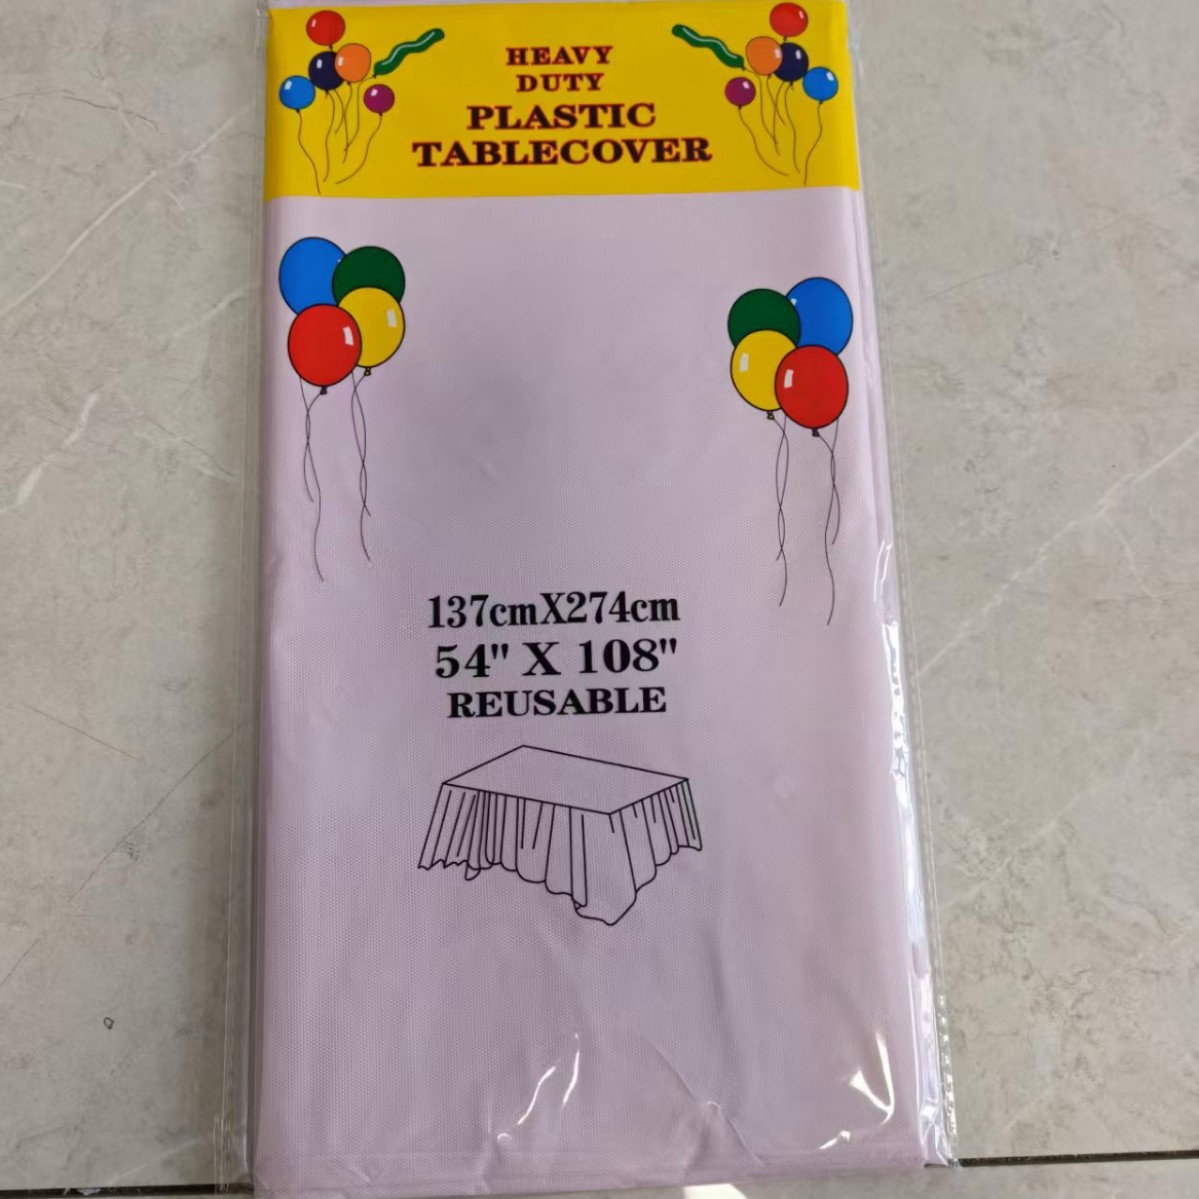 HEAVY
DUTY
PLASTIC
TABLECOVER
137cmX274cm
54" X 108"
REUSABLE